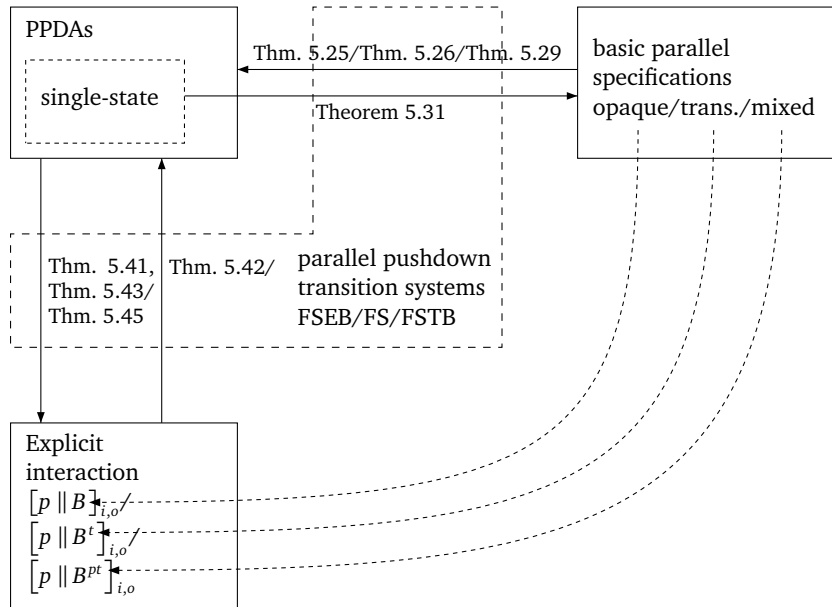 PPDAs
single-state
Thm. 5.25/Thm. 5.26/Thm. 5.29
Theorem 5.31
basic parallel
specifications
opaque/trans./mixed
Thm. 5.41,
Thm. 5.43/
Thm. 5.45
Thm. 5.42/
parallel pushdown
transition systems
FSEB/FS/FSTB
Explicit
interaction
[p ∥ B]i,o/
[p ∥ Bᵗ]i,o/
[p ∥ Bᵖᵗ]i,o